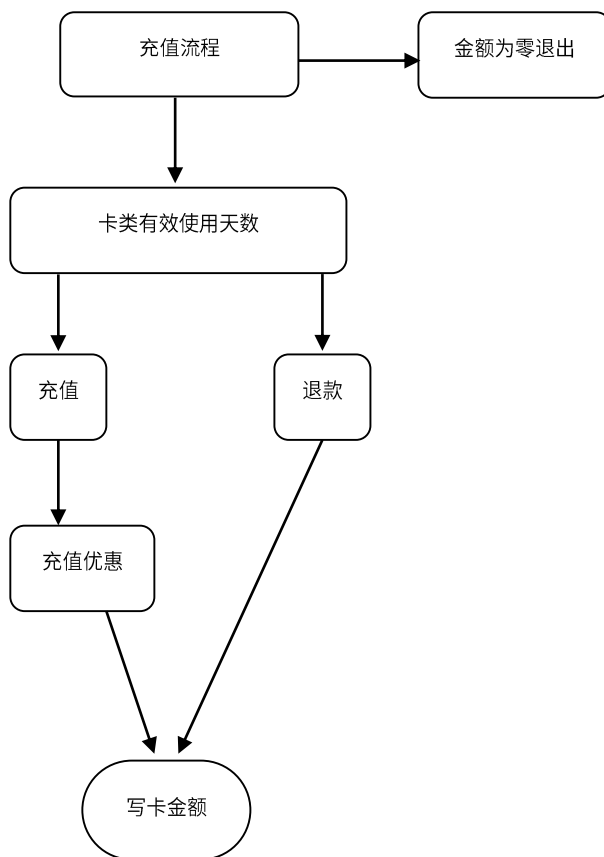 充值流程
金额为零退出
卡类有效使用天数
充值
退款
充值优惠
写卡金额